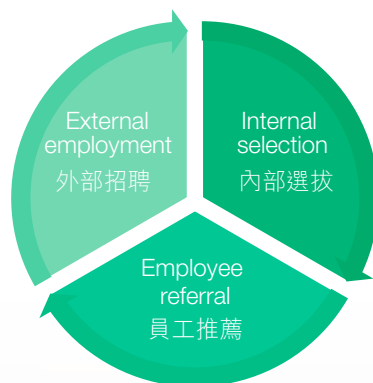 External
employment
外部招聘
Internal
selection
內部選拔
Employee
referral
員工推薦